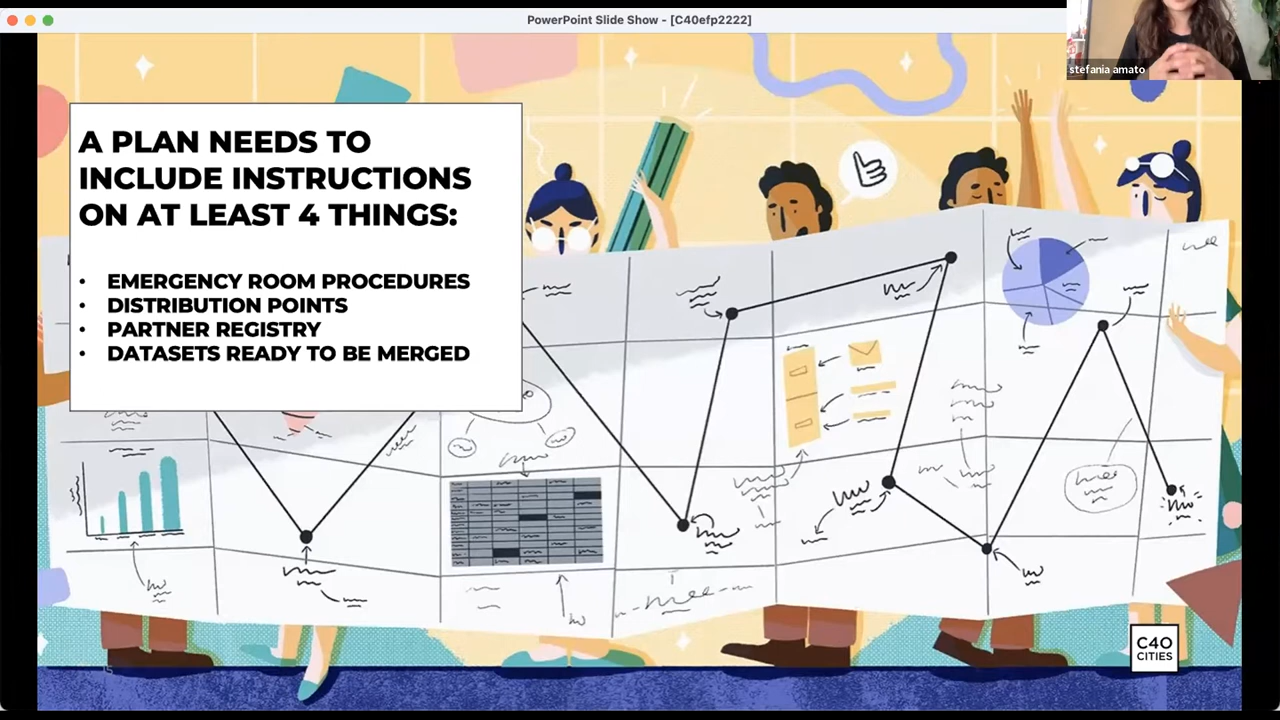 PowerPoint Slide Show - [C40efp2222]
stefania amato
A PLAN NEEDS TO
INCLUDE INSTRUCTIONS
ON AT LEAST 4 THINGS:
• EMERGENCY ROOM PROCEDURES
• DISTRIBUTION POINTS
• PARTNER REGISTRY
• DATASETS READY TO BE MERGED
C40
CITIES
15